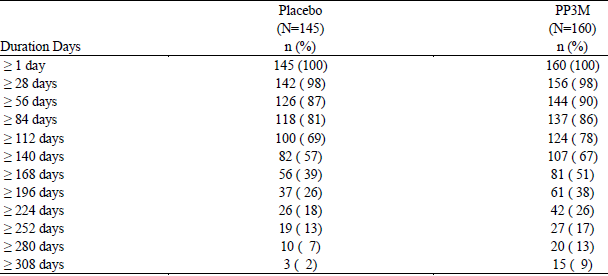 Placebo PP3M
(N=145) (N=160)
Duration Days n (%) n (%)
≥ 1 day 145 (100) 160 (100)
≥ 28 days 142 ( 98) 156 ( 98)
≥ 56 days 126 ( 87) 144 ( 90)
≥ 84 days 118 ( 81) 137 ( 86)
≥ 112 days 100 ( 69) 124 ( 78)
≥ 140 days 82 ( 57) 107 ( 67)
≥ 168 days 56 ( 39) 81 ( 51)
≥ 196 days 37 ( 26) 61 ( 38)
≥ 224 days 26 ( 18) 42 ( 26)
≥ 252 days 19 ( 13) 27 ( 17)
≥ 280 days 10 ( 7) 20 ( 13)
≥ 308 days 3 ( 2) 15 ( 9)